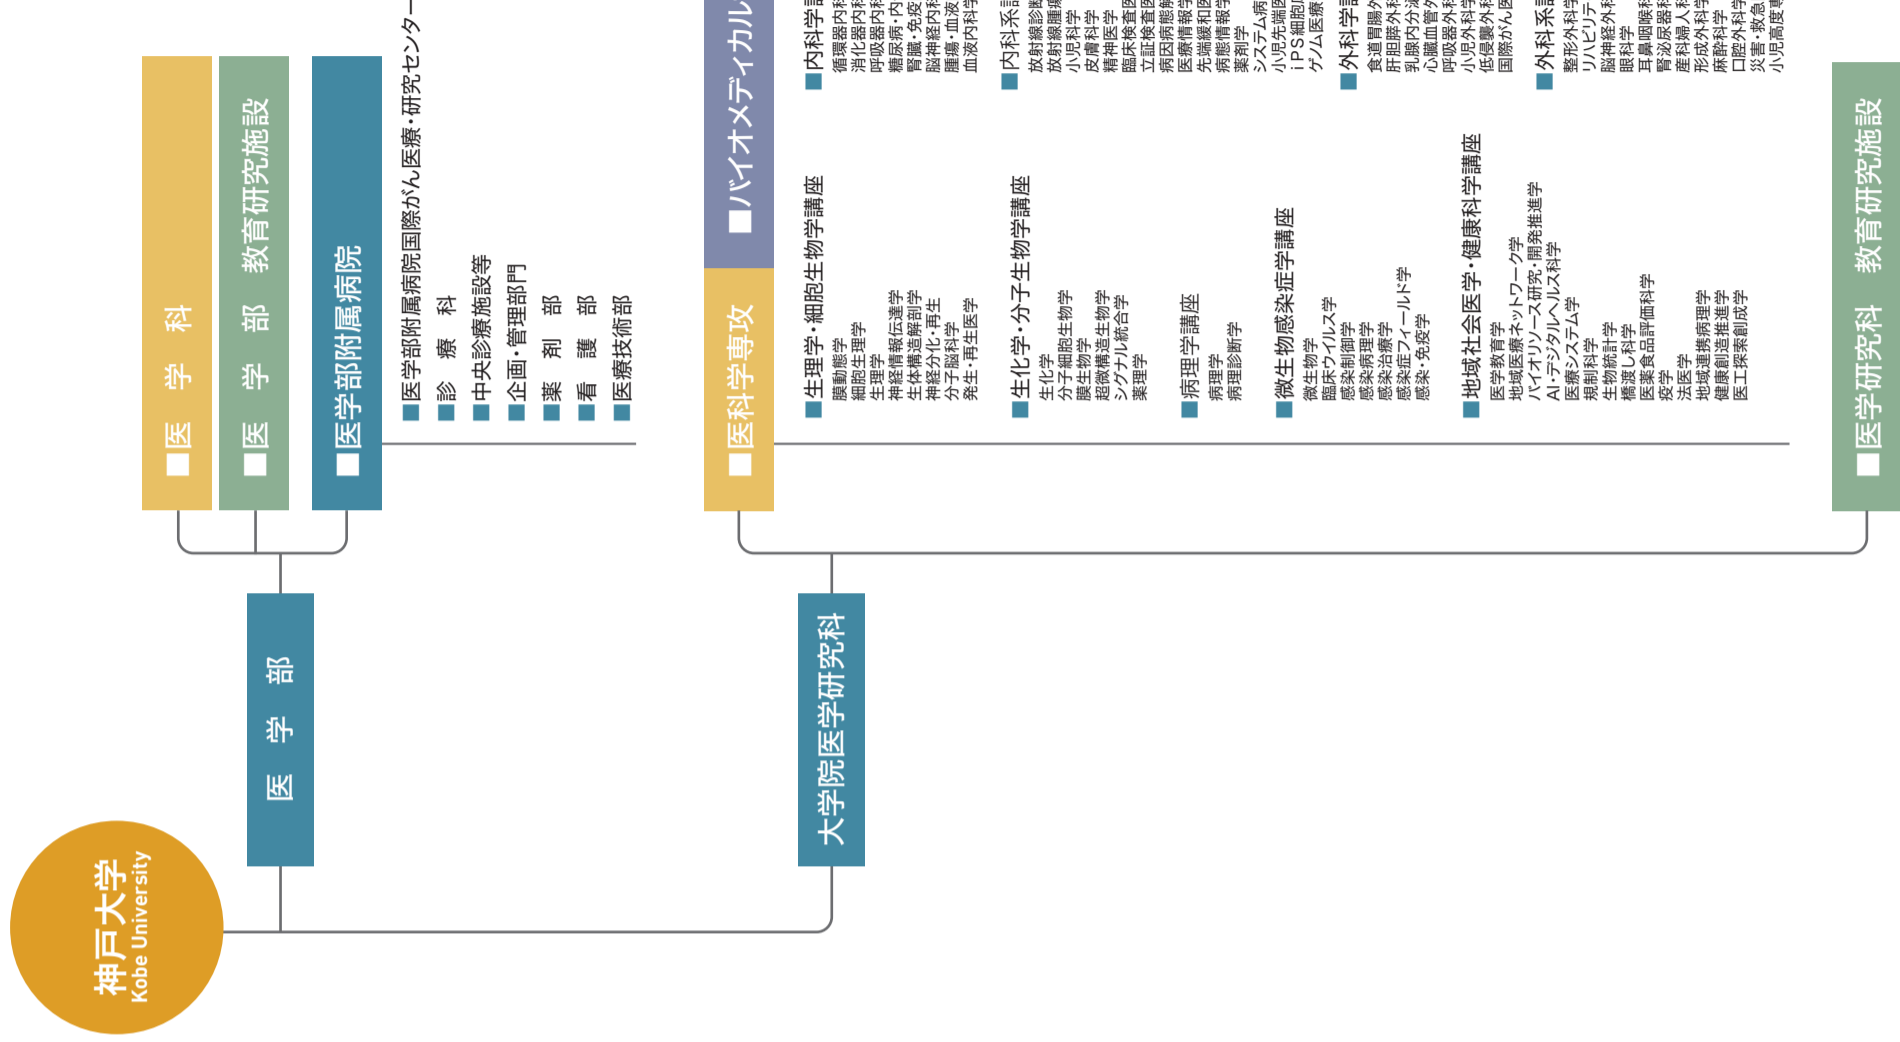 神戸大学
Kobe University
医 学 部
■医 学 科
■医 学 部 教育研究施設
■医学部附属病院
■医学部附属病院国際がん医療・研究センター
■診 療 科
■中央診療施設等
■企画・管理部門
■薬 剤 部
■看 護 部
■医療技術部
大学院医学研究科
■医科学専攻
■バイオメディカル
■生理学・細胞生物学講座
膜動態学
細胞生理学
生理学
神経情報伝達学
生体構造解剖学
神経分化・再生
分子脳科学
発生・再生医学
■生化学・分子生物学講座
生化学
分子細胞生物学
膜生物学
超微構造生物学
シグナル統合学
薬理学
■病理学講座
病理学
病理診断学
■微生物感染症学講座
微生物学
臨床ウイルス学
感染制御学
感染病理学
感染治療学
感染症フィールド学
感染・免疫学
■地域社会医学・健康科学講座
医学教育学
地域医療ネットワーク学
バイオリソース研究・開発推進学
AI・デジタルヘルス科学
医療システム学
規制科学
生物統計学
橋渡し科学
医薬食品評価科学
疫学
法医学
地域連携病理学
健康創造推進学
医工探索創成学
■内科学
循環器内科
消化器内科
呼吸器内科
糖尿病・内
腎臓・免疫
脳神経内科
腫瘍・血液
血液内科学
■内科系
放射線診断
放射線腫瘍
小児科学
皮膚科学
精神医学
臨床検査医
立証検査医
病因病態解
医療情報学
先端緩和医
病態情報学
薬剤学
システム病
小児先端医
iPS細胞
ゲノム医療
■外科学
食道胃腸外
肝胆膵外科
乳腺内分泌
心臓血管外
呼吸器外科
小児外科学
低侵襲外科
国際がん医
■外科系
整形外科学
リハビリテ
脳神経外科
眼科学
耳鼻咽喉科
腎泌尿器科
産科婦人科
形成外科学
麻酔科学
口腔外科学
災害・救急
小児高度専
■医学研究科 教育研究施設